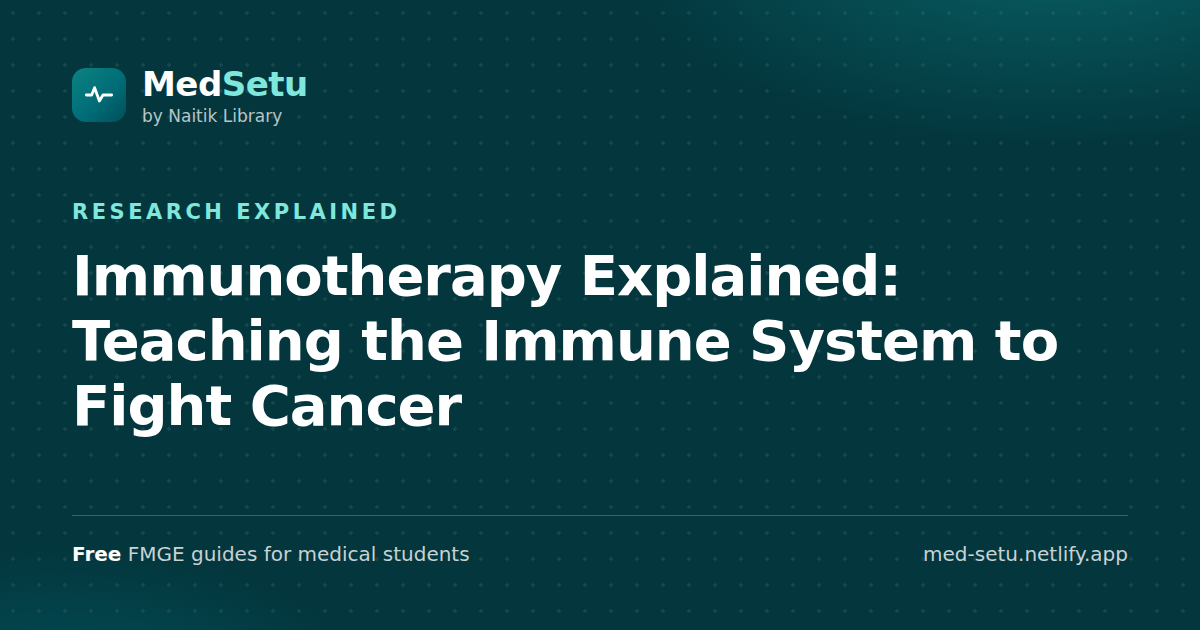 MedSetu
by Naitik Library
RESEARCH EXPLAINED
Immunotherapy Explained:
Teaching the Immune System to
Fight Cancer
Free FMGE guides for medical students
med-setu.netlify.app